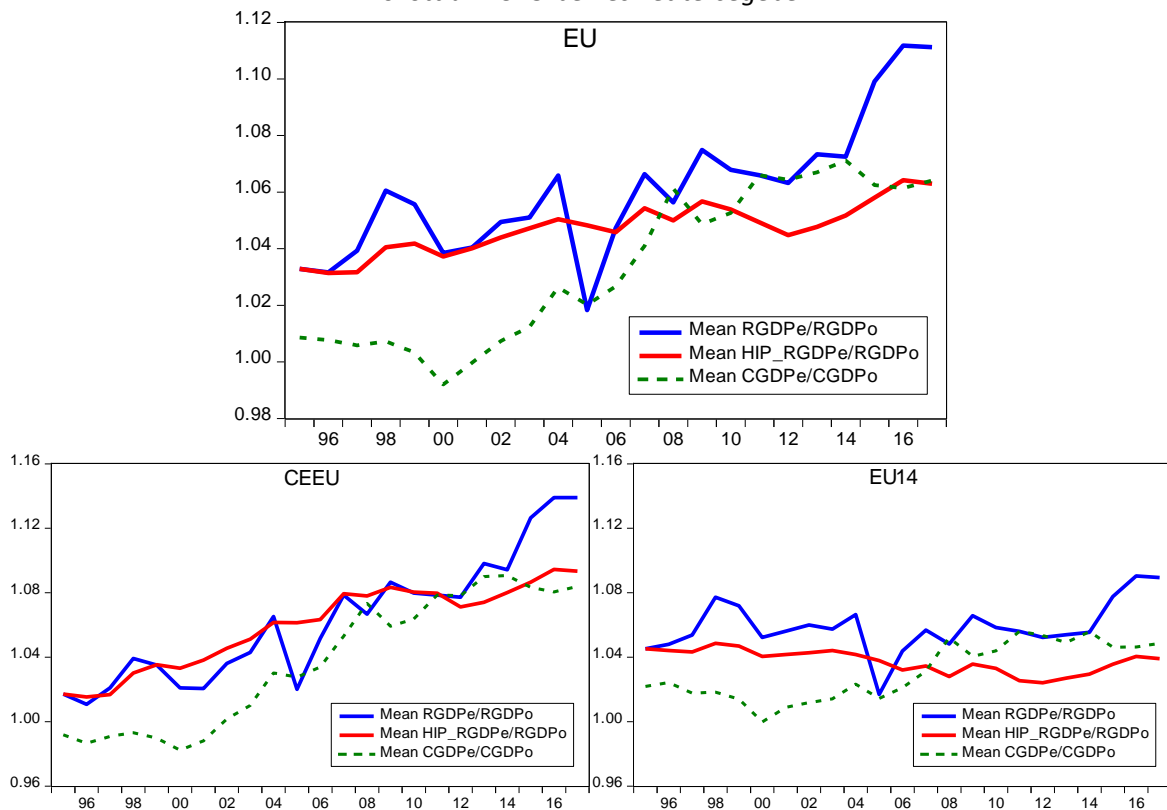 EU
1.12
1.10
1.08
1.06
1.04
1.02
1.00
0.98
Mean RGDPe/RGDPo
Mean HIP_RGDPe/RGDPo
Mean CGDPe/CGDPo
96 98 00 02 04 06 08 10 12 14 16
CEEU
1.16
1.12
1.08
1.04
1.00
0.96
Mean RGDPe/RGDPo
Mean HIP_RGDPe/RGDPo
Mean CGDPe/CGDPo
96 98 00 02 04 06 08 10 12 14 16
EU14
1.16
1.12
1.08
1.04
1.00
0.96
Mean RGDPe/RGDPo
Mean HIP_RGDPe/RGDPo
Mean CGDPe/CGDPo
96 98 00 02 04 06 08 10 12 14 16